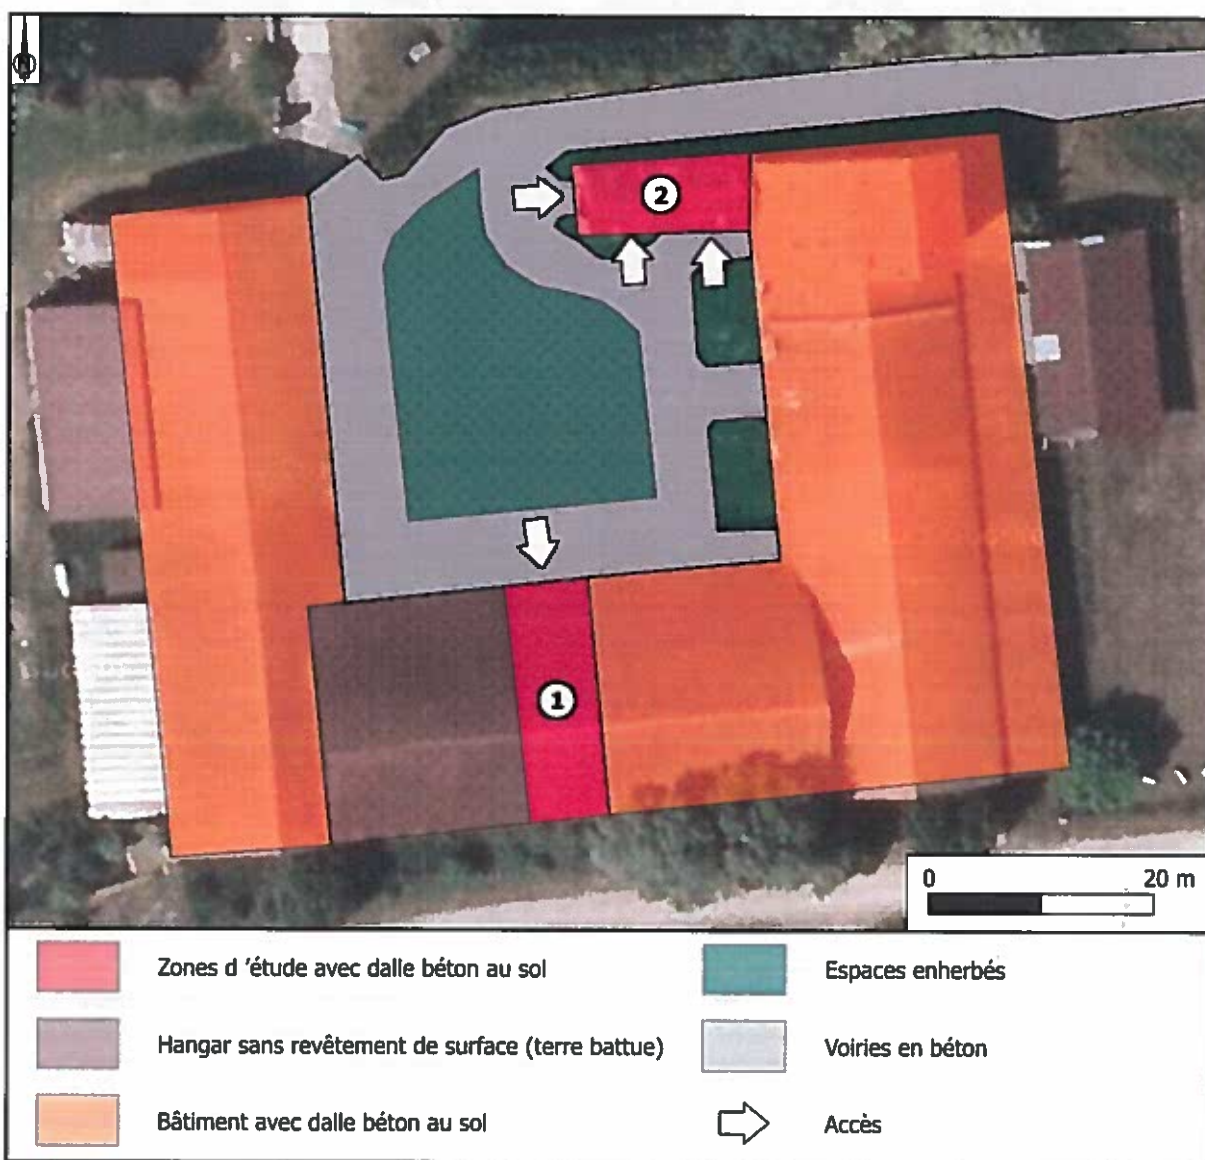 N
2
1
0 20 m
Zones d 'étude avec dalle béton au sol
Espaces enherbés
Hangar sans revêtement de surface (terre battue)
Voiries en béton
Bâtiment avec dalle béton au sol
Accès